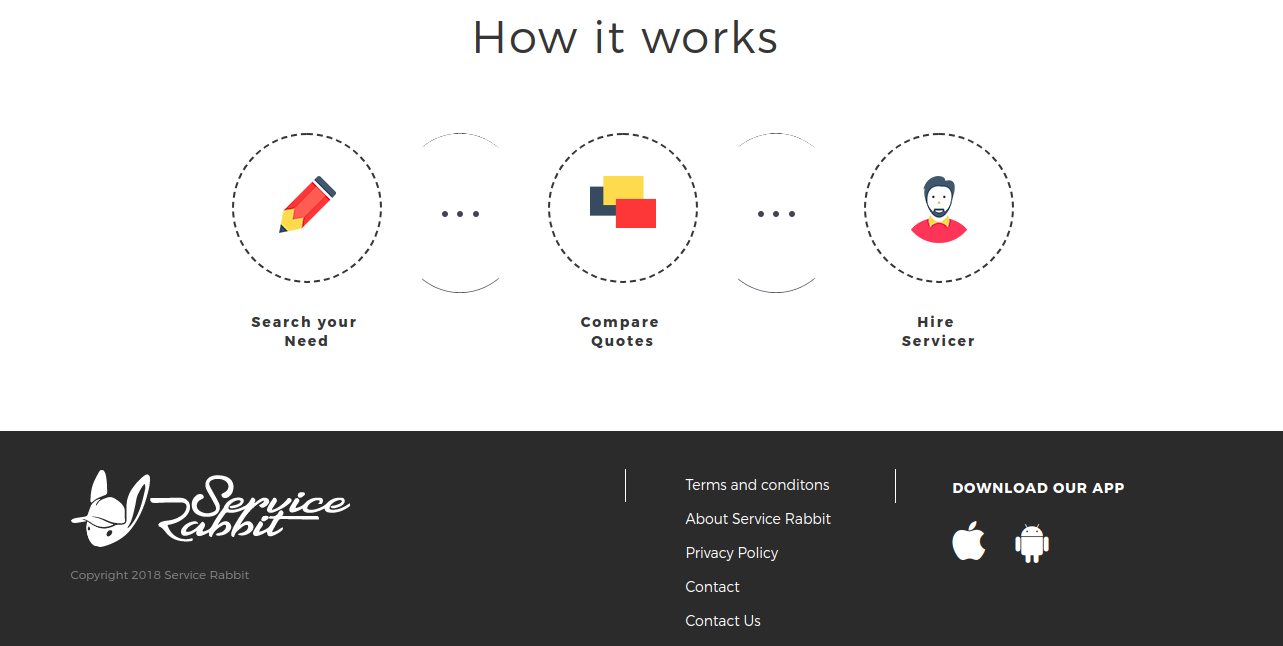 How it works
Search your
Need
Compare
Quotes
Hire
Servicer
Service
Rabbit
Copyright 2018 Service Rabbit
Terms and conditons
About Service Rabbit
Privacy Policy
Contact
Contact Us
DOWNLOAD OUR APP